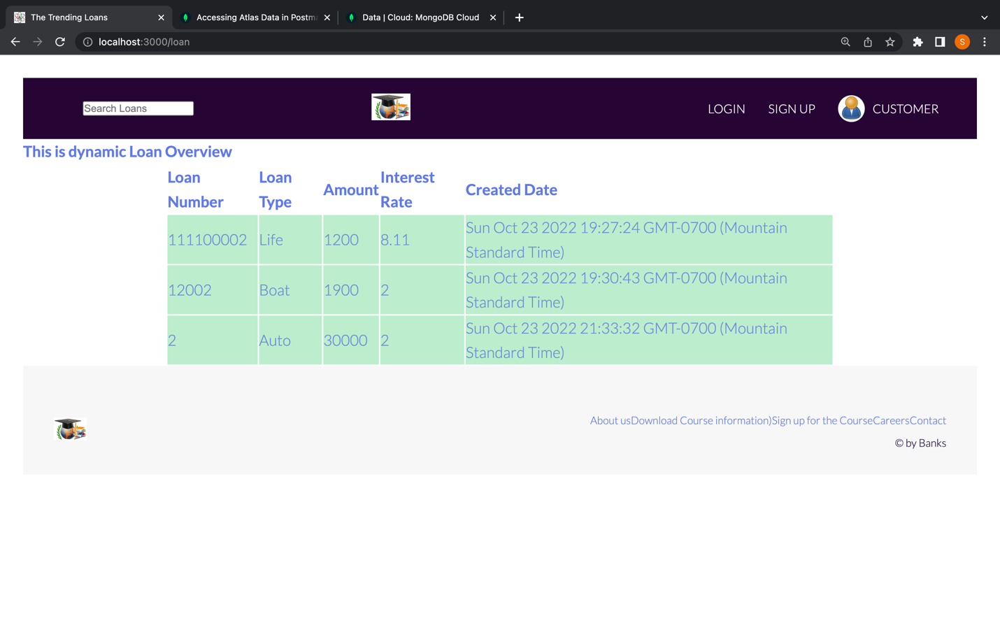 The Trending Loans
Accessing Atlas Data in Postma
Data | Cloud: MongoDB Cloud
localhost:3000/loan
S
Search Loans
LOGIN SIGN UP CUSTOMER
This is dynamic Loan Overview
Loan Number Loan Type Amount Interest Rate Created Date
111100002 Life 1200 8.11 Sun Oct 23 2022 19:27:24 GMT-0700 (Mountain
Standard Time)
12002 Boat 1900 2 Sun Oct 23 2022 19:30:43 GMT-0700 (Mountain
Standard Time)
2 Auto 30000 2 Sun Oct 23 2022 21:33:32 GMT-0700 (Mountain
Standard Time)
About usDownload Course information)Sign up for the CourseCareersContact
© by Banks